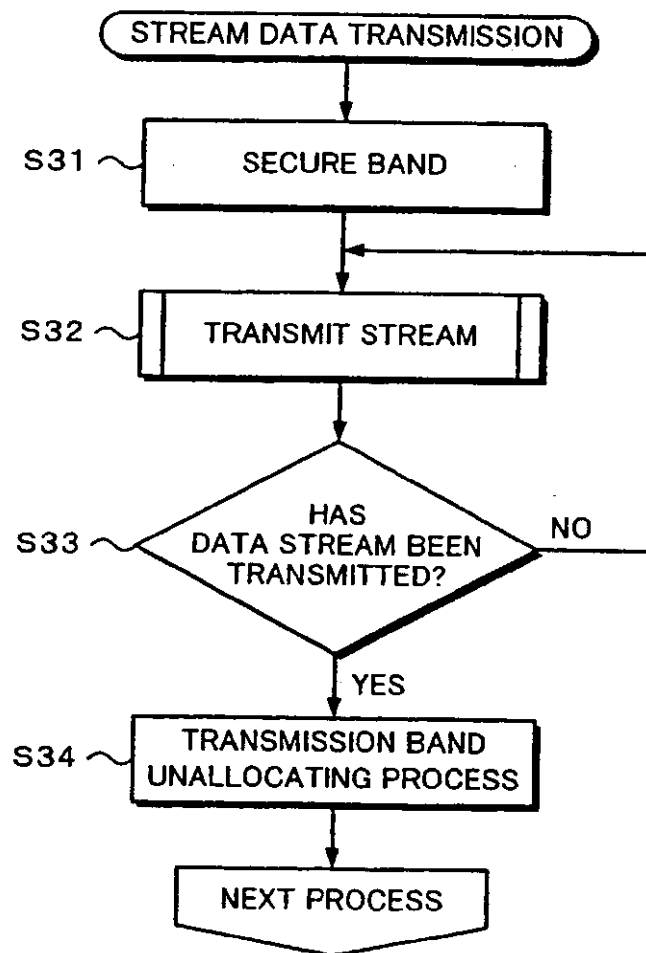 STREAM DATA TRANSMISSION
S31
SECURE BAND
S32
TRANSMIT STREAM
S33
HAS
DATA STREAM BEEN
TRANSMITTED?
NO
YES
S34
TRANSMISSION BAND
UNALLOCATING PROCESS
NEXT PROCESS